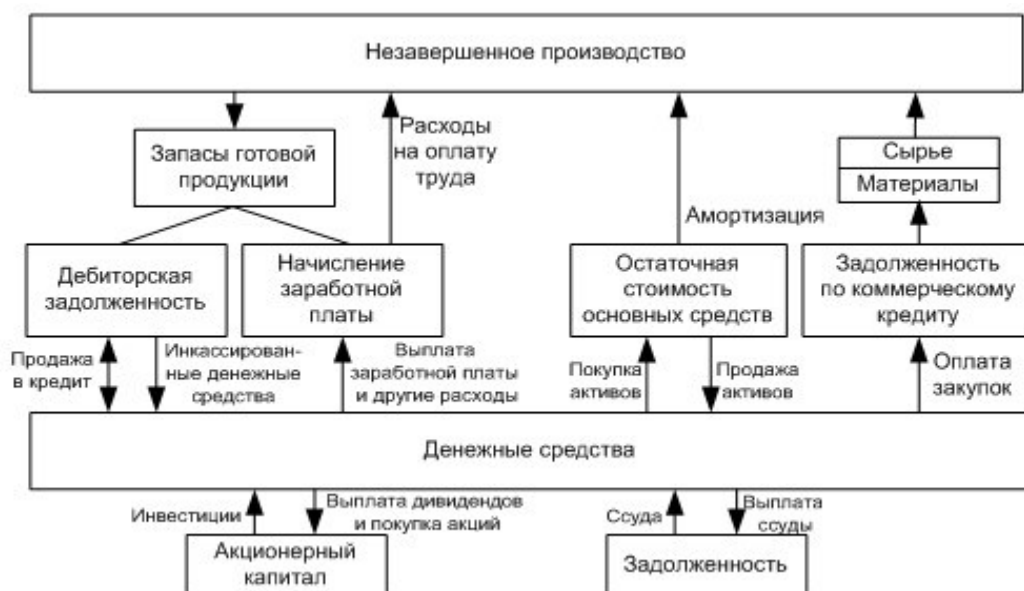 Незавершенное производство
Запасы готовой
продукции
Расходы
на оплату
труда
Амортизация
Сырье
Материалы
Дебиторская
задолженность
Начисление
заработной
платы
Остаточная
стоимость
основных средств
Задолженность
по коммерческому
кредиту
Продажа
в кредит
Инкассирован-
ные денежные
средства
Выплата
заработной платы
и другие расходы
Покупка
активов
Продажа
активов
Оплата
закупок
Денежные средства
Инвестиции
Выплата дивидендов
и покупка акций
Ссуда
Выплата
ссуды
Акционерный
капитал
Задолженность